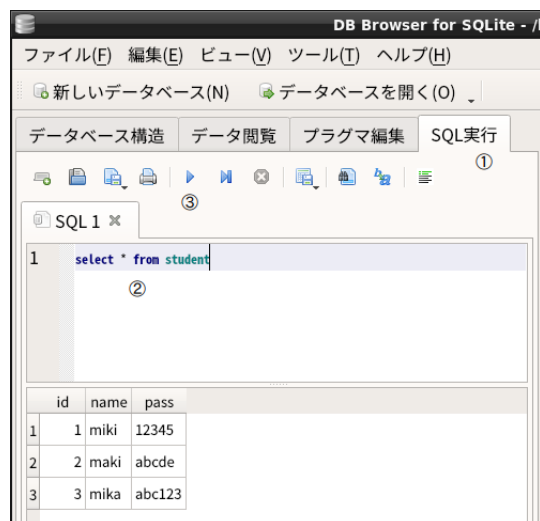 DB Browser for SQLite - /
ファイル(F) 編集(E) ビュー(V) ツール(T) ヘルプ(H)
新しいデータベース(N) データベースを開く(O)
データベース構造 データ閲覧 プラグマ編集 SQL実行
①
③
SQL 1
1 select * from student
②
id name pass
1 1 miki 12345
2 2 maki abcde
3 3 mika abc123